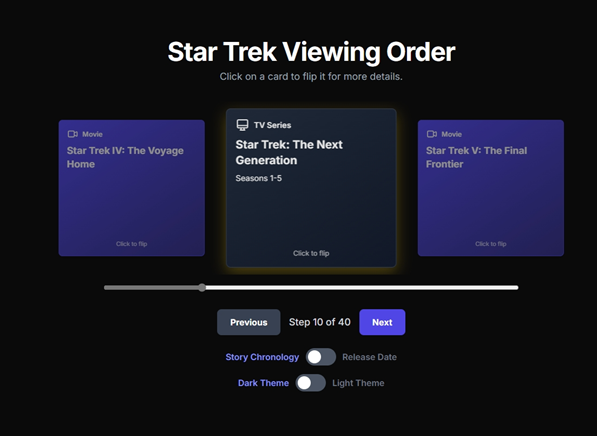 Star Trek Viewing Order
Click on a card to flip it for more details.
Movie
Star Trek IV: The Voyage
Home
Click to flip
TV Series
Star Trek: The Next
Generation
Seasons 1-5
Click to flip
Movie
Star Trek V: The Final
Frontier
Click to flip
Previous
Step 10 of 40
Next
Story Chronology
Release Date
Dark Theme
Light Theme